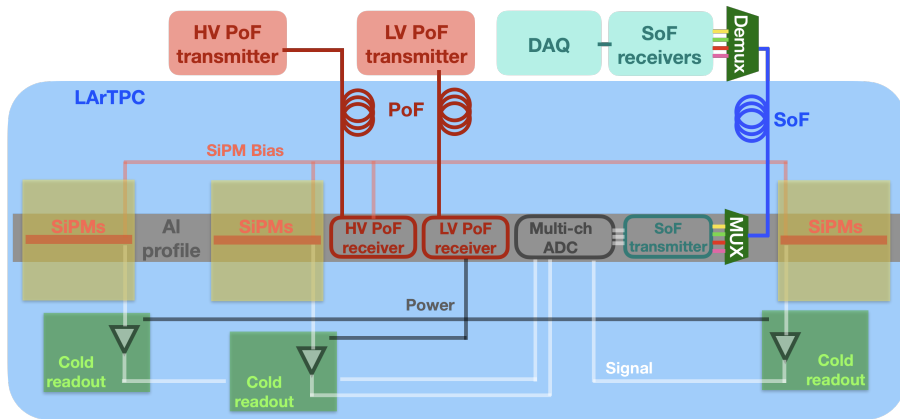 HV PoF
transmitter
LV PoF
transmitter
DAQ
SoF
receivers
Demux
LArTPC
PoF
SoF
SiPM Bias
SiPMs
Al
profile
SiPMs
HV PoF
receiver
LV PoF
receiver
Multi-ch
ADC
SoF
transmitter
MUX
SiPMs
Power
Cold
readout
Cold
readout
Signal
Cold
readout